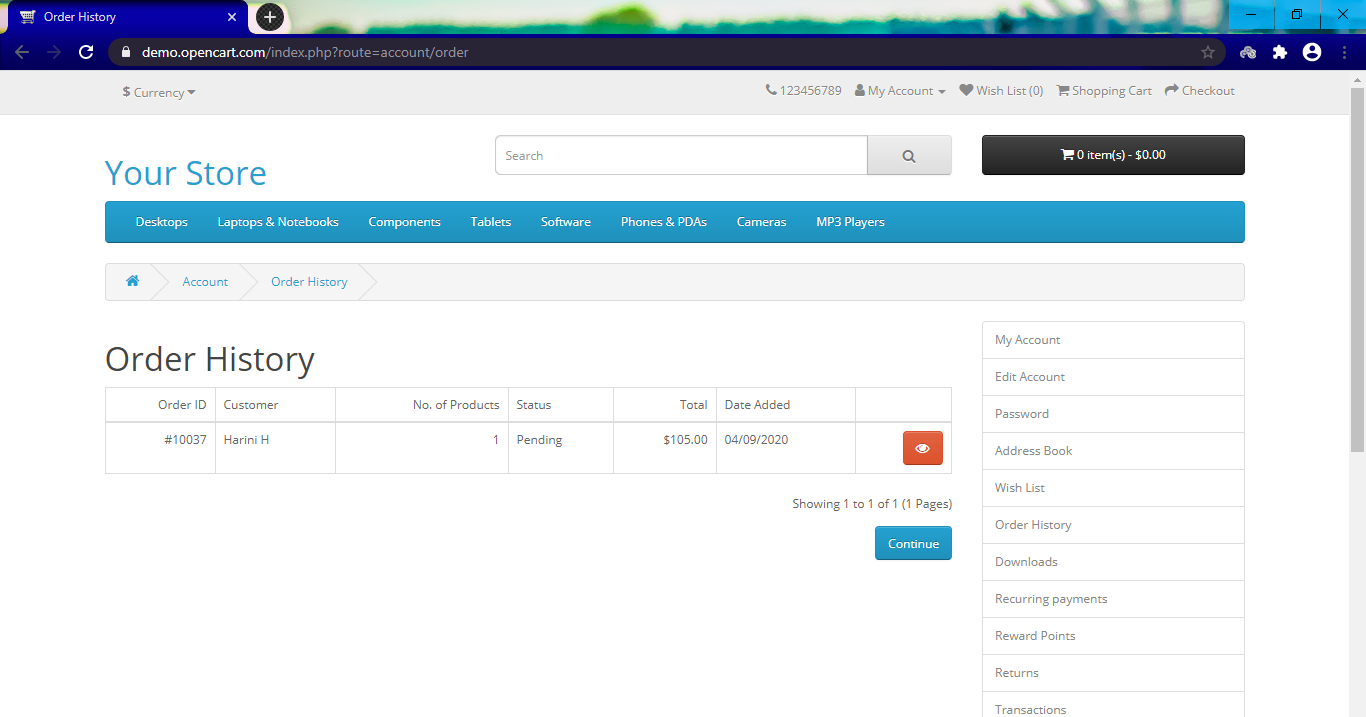 Order History
demo.opencart.com/index.php?route=account/order
$ Currency 123456789 My Account Wish List (0) Shopping Cart Checkout
Your Store
Search
0 item(s) - $0.00
Desktops Laptops & Notebooks Components Tablets Software Phones & PDAs Cameras MP3 Players
Account Order History
Order History
Order ID Customer No. of Products Status Total Date Added
#10037 Harini H 1 Pending $105.00 04/09/2020
Showing 1 to 1 of 1 (1 Pages)
Continue
My Account
Edit Account
Password
Address Book
Wish List
Order History
Downloads
Recurring payments
Reward Points
Returns
Transactions